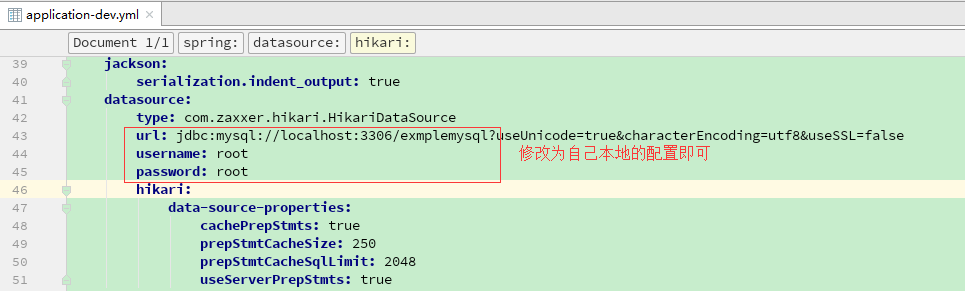 application-dev.yml
Document 1/1 spring: datasource: hikari:
39 jackson:
40 serialization.indent_output: true
41 datasource:
42 type: com.zaxxer.hikari.HikariDataSource
43 url: jdbc:mysql://localhost:3306/exmplemysql?useUnicode=true&characterEncoding=utf8&useSSL=false
44 username: root 修改为自己本地的配置即可
45 password: root
46 hikari:
47 data-source-properties:
48 cachePrepStmts: true
49 prepStmtCacheSize: 250
50 prepStmtCacheSqlLimit: 2048
51 useServerPrepStmts: true